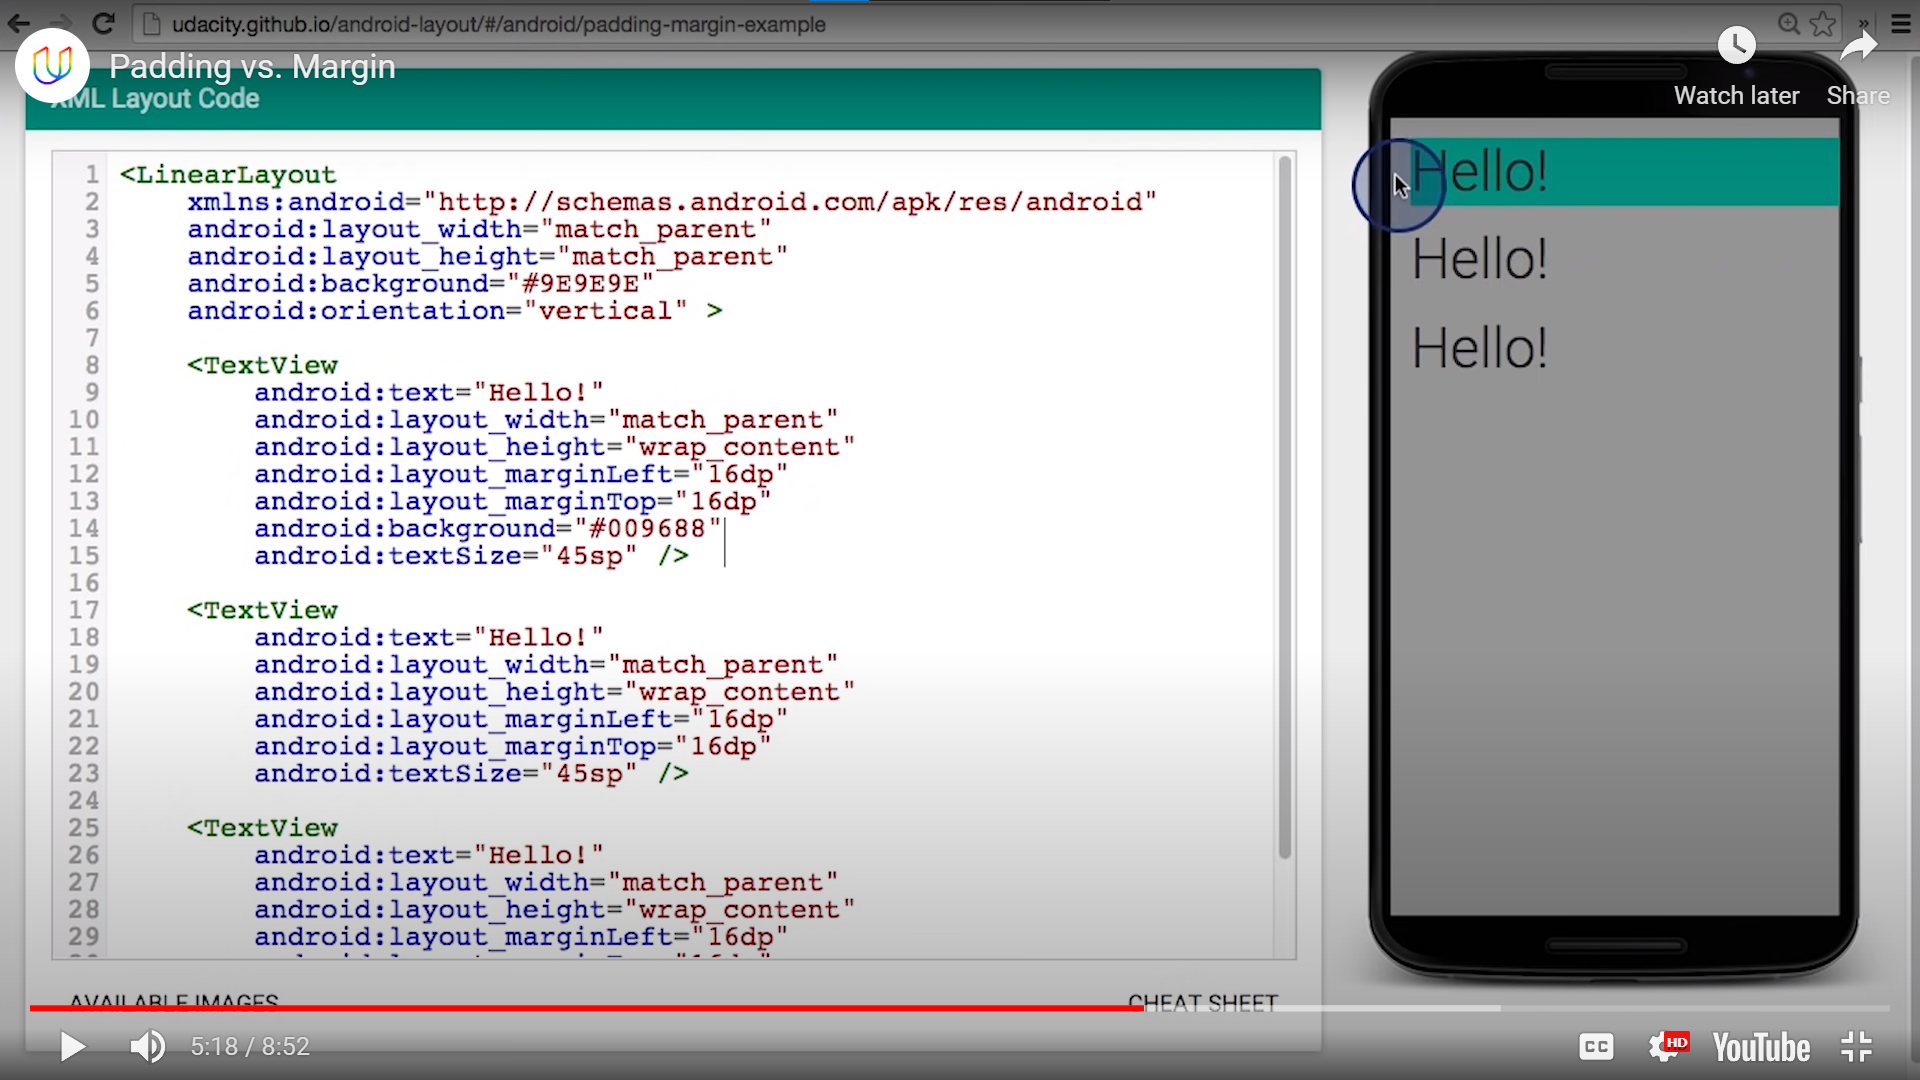 udacity.github.io/android-layout/#/android/padding-margin-example
»
Padding vs. Margin
Watch later
Share
XML Layout Code
1 <LinearLayout
2 xmlns:android="http://schemas.android.com/apk/res/android"
3 android:layout_width="match_parent"
4 android:layout_height="match_parent"
5 android:background="#9E9E9E"
6 android:orientation="vertical" >
7
8 <TextView
9 android:text="Hello!"
10 android:layout_width="match_parent"
11 android:layout_height="wrap_content"
12 android:layout_marginLeft="16dp"
13 android:layout_marginTop="16dp"
14 android:background="#009688"
15 android:textSize="45sp" />
16
17 <TextView
18 android:text="Hello!"
19 android:layout_width="match_parent"
20 android:layout_height="wrap_content"
21 android:layout_marginLeft="16dp"
22 android:layout_marginTop="16dp"
23 android:textSize="45sp" />
24
25 <TextView
26 android:text="Hello!"
27 android:layout_width="match_parent"
28 android:layout_height="wrap_content"
29 android:layout_marginLeft="16dp"
Hello!
Hello!
Hello!
AVAILABLE IMAGES
CHEAT SHEET
5:18 / 8:52
CC
HD
YouTube